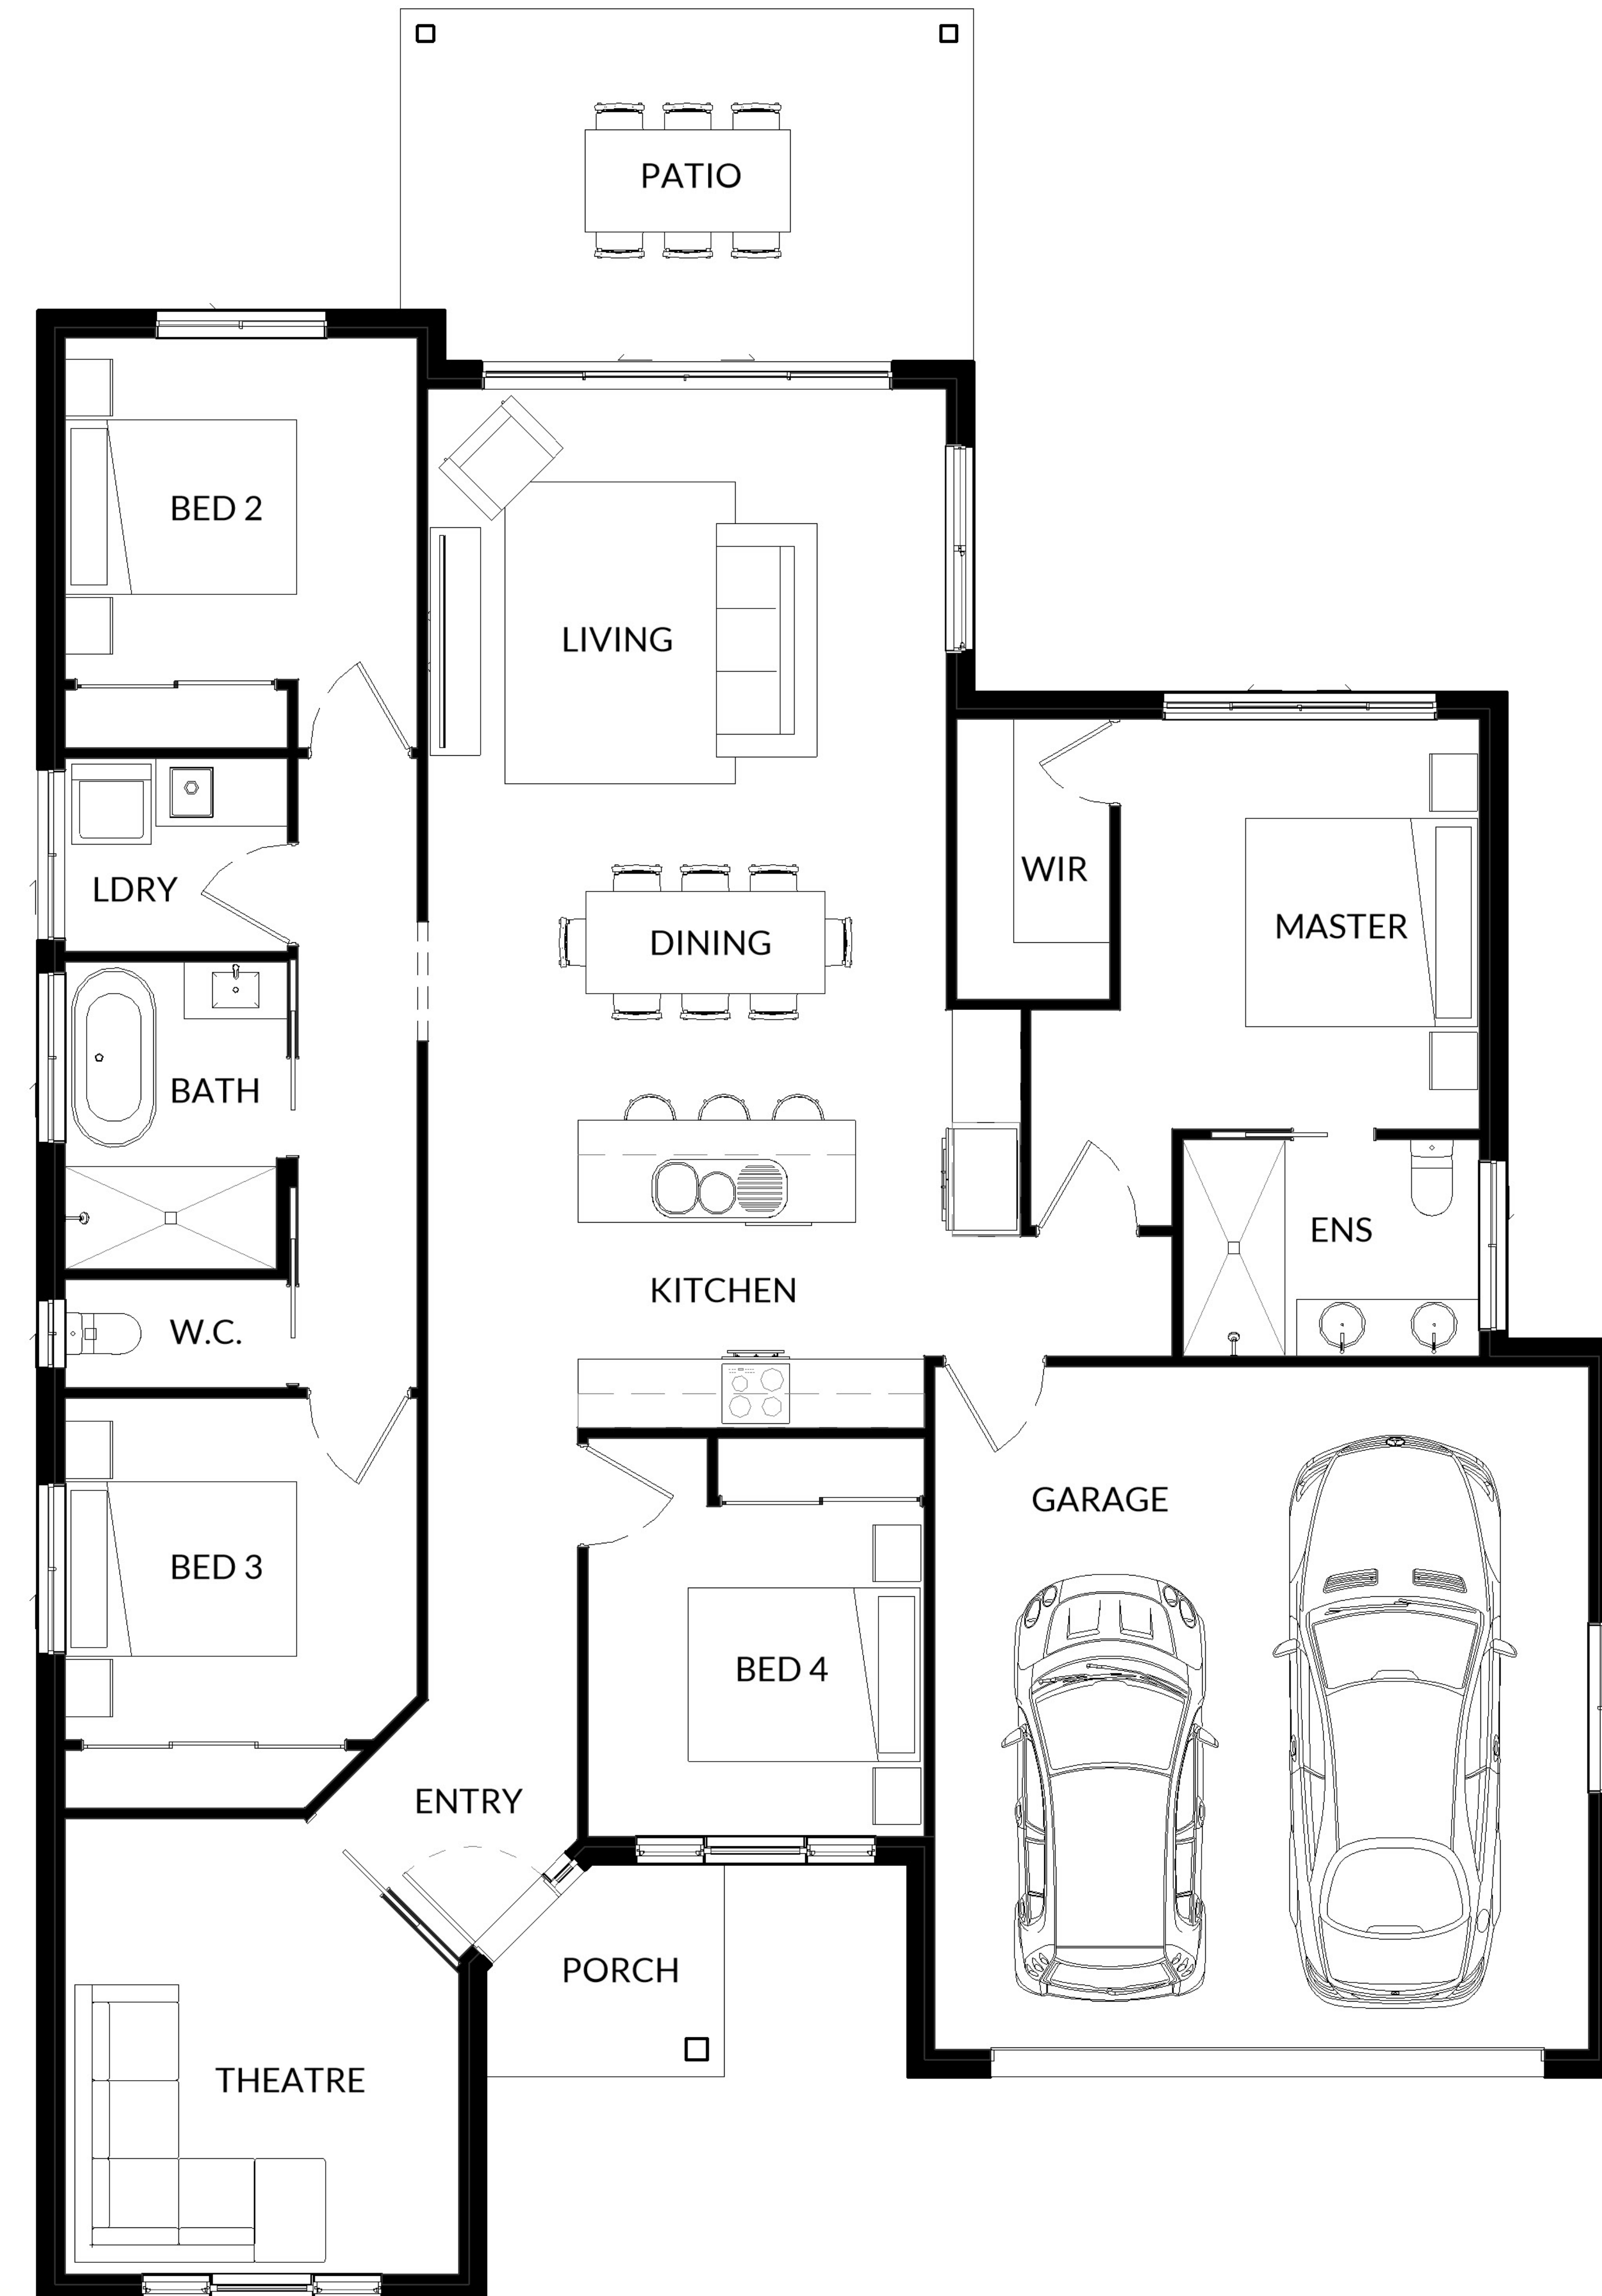 PATIO
BED 2
LIVING
WIR
LDRY
MASTER
DINING
BATH
ENS
KITCHEN
W.C.
GARAGE
BED 3
BED 4
ENTRY
PORCH
THEATRE